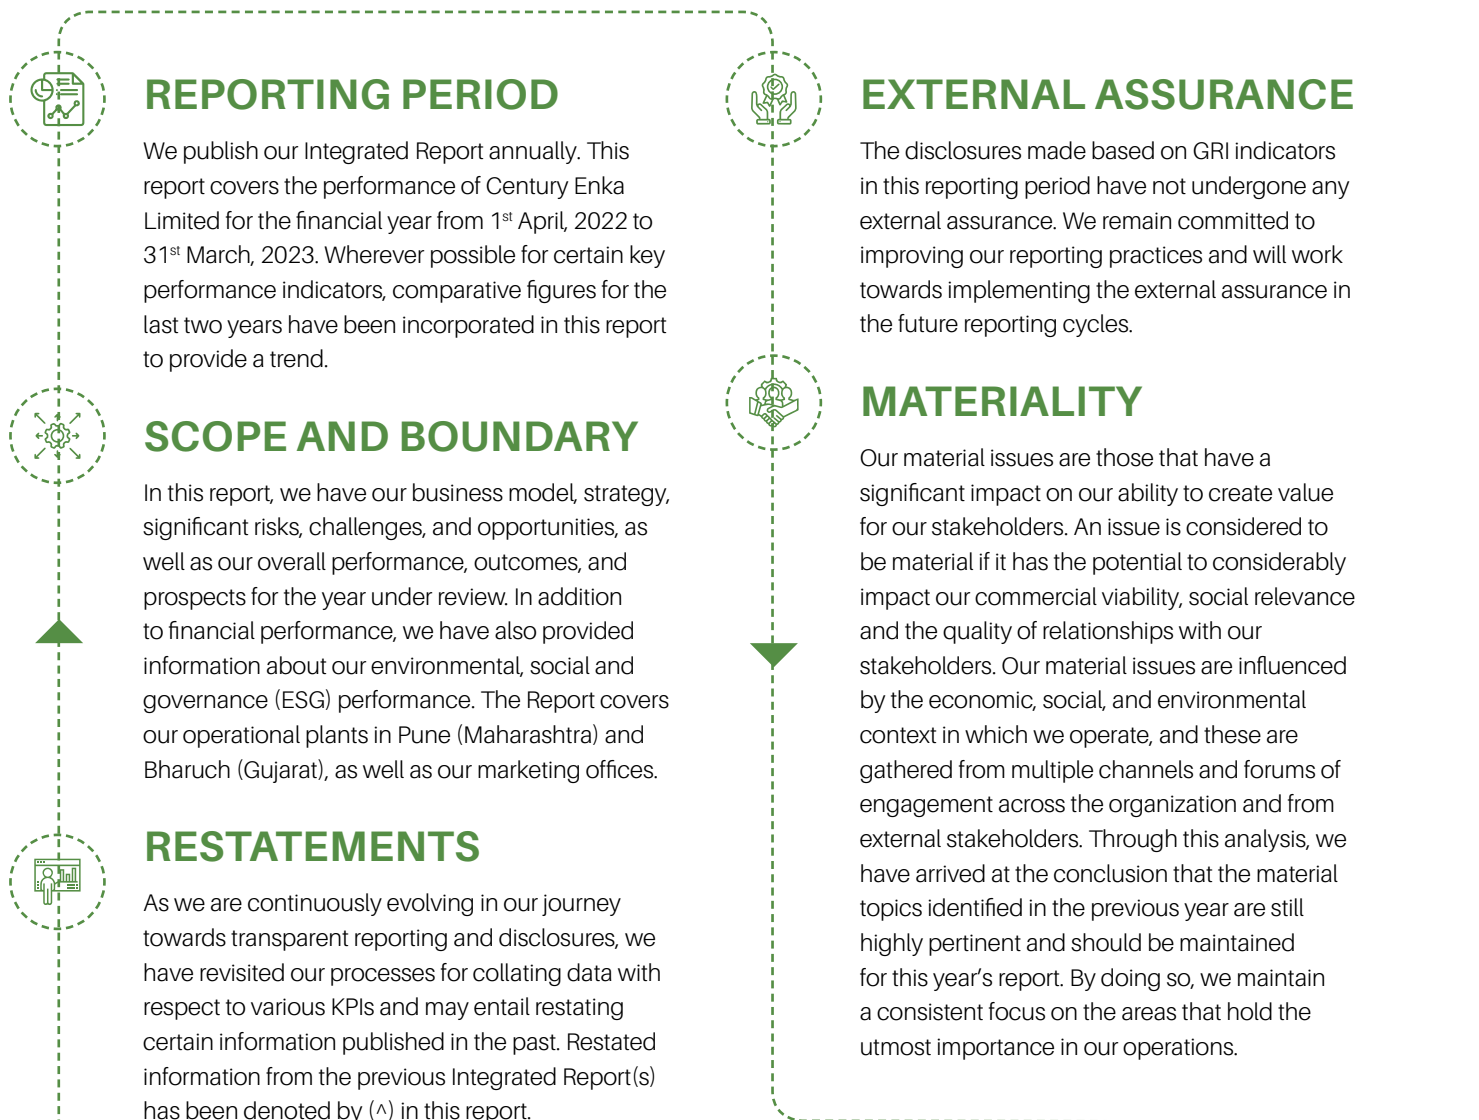 REPORTING PERIOD
We publish our Integrated Report annually. This
report covers the performance of Century Enka
Limited for the financial year from 1st April, 2022 to
31st March, 2023. Wherever possible for certain key
performance indicators, comparative figures for the
last two years have been incorporated in this report
to provide a trend.
SCOPE AND BOUNDARY
In this report, we have our business model, strategy,
significant risks, challenges, and opportunities, as
well as our overall performance, outcomes, and
prospects for the year under review. In addition
to financial performance, we have also provided
information about our environmental, social and
governance (ESG) performance. The Report covers
our operational plants in Pune (Maharashtra) and
Bharuch (Gujarat), as well as our marketing offices.
RESTATEMENTS
As we are continuously evolving in our journey
towards transparent reporting and disclosures, we
have revisited our processes for collating data with
respect to various KPIs and may entail restating
certain information published in the past. Restated
information from the previous Integrated Report(s)
has been denoted by (^) in this report.
EXTERNAL ASSURANCE
The disclosures made based on GRI indicators
in this reporting period have not undergone any
external assurance. We remain committed to
improving our reporting practices and will work
towards implementing the external assurance in
the future reporting cycles.
MATERIALITY
Our material issues are those that have a
significant impact on our ability to create value
for our stakeholders. An issue is considered to
be material if it has the potential to considerably
impact our commercial viability, social relevance
and the quality of relationships with our
stakeholders. Our material issues are influenced
by the economic, social, and environmental
context in which we operate, and these are
gathered from multiple channels and forums of
engagement across the organization and from
external stakeholders. Through this analysis, we
have arrived at the conclusion that the material
topics identified in the previous year are still
highly pertinent and should be maintained
for this year’s report. By doing so, we maintain
a consistent focus on the areas that hold the
utmost importance in our operations.